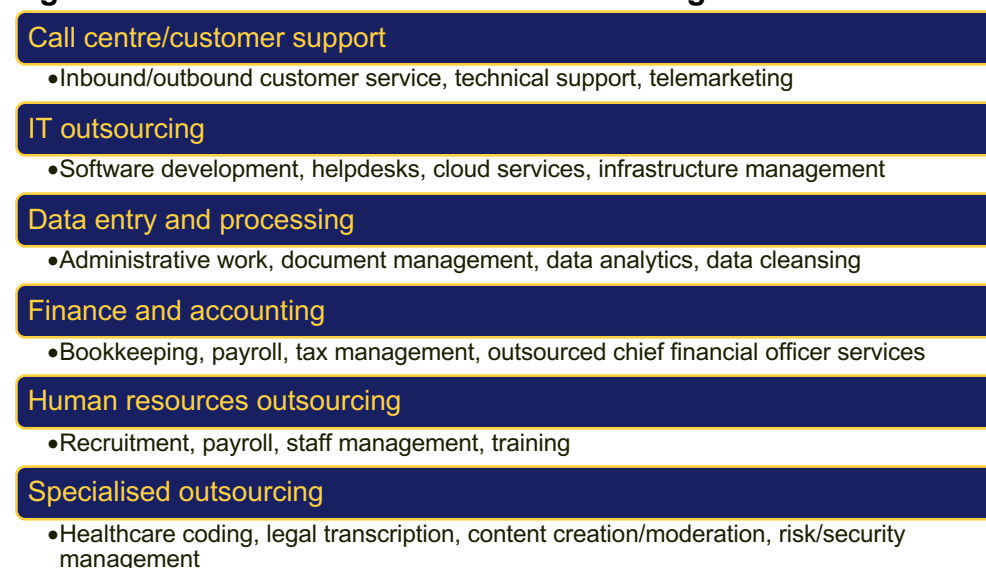 Call centre/customer support
•Inbound/outbound customer service, technical support, telemarketing
IT outsourcing
•Software development, helpdesks, cloud services, infrastructure management
Data entry and processing
•Administrative work, document management, data analytics, data cleansing
Finance and accounting
•Bookkeeping, payroll, tax management, outsourced chief financial officer services
Human resources outsourcing
•Recruitment, payroll, staff management, training
Specialised outsourcing
•Healthcare coding, legal transcription, content creation/moderation, risk/security
management